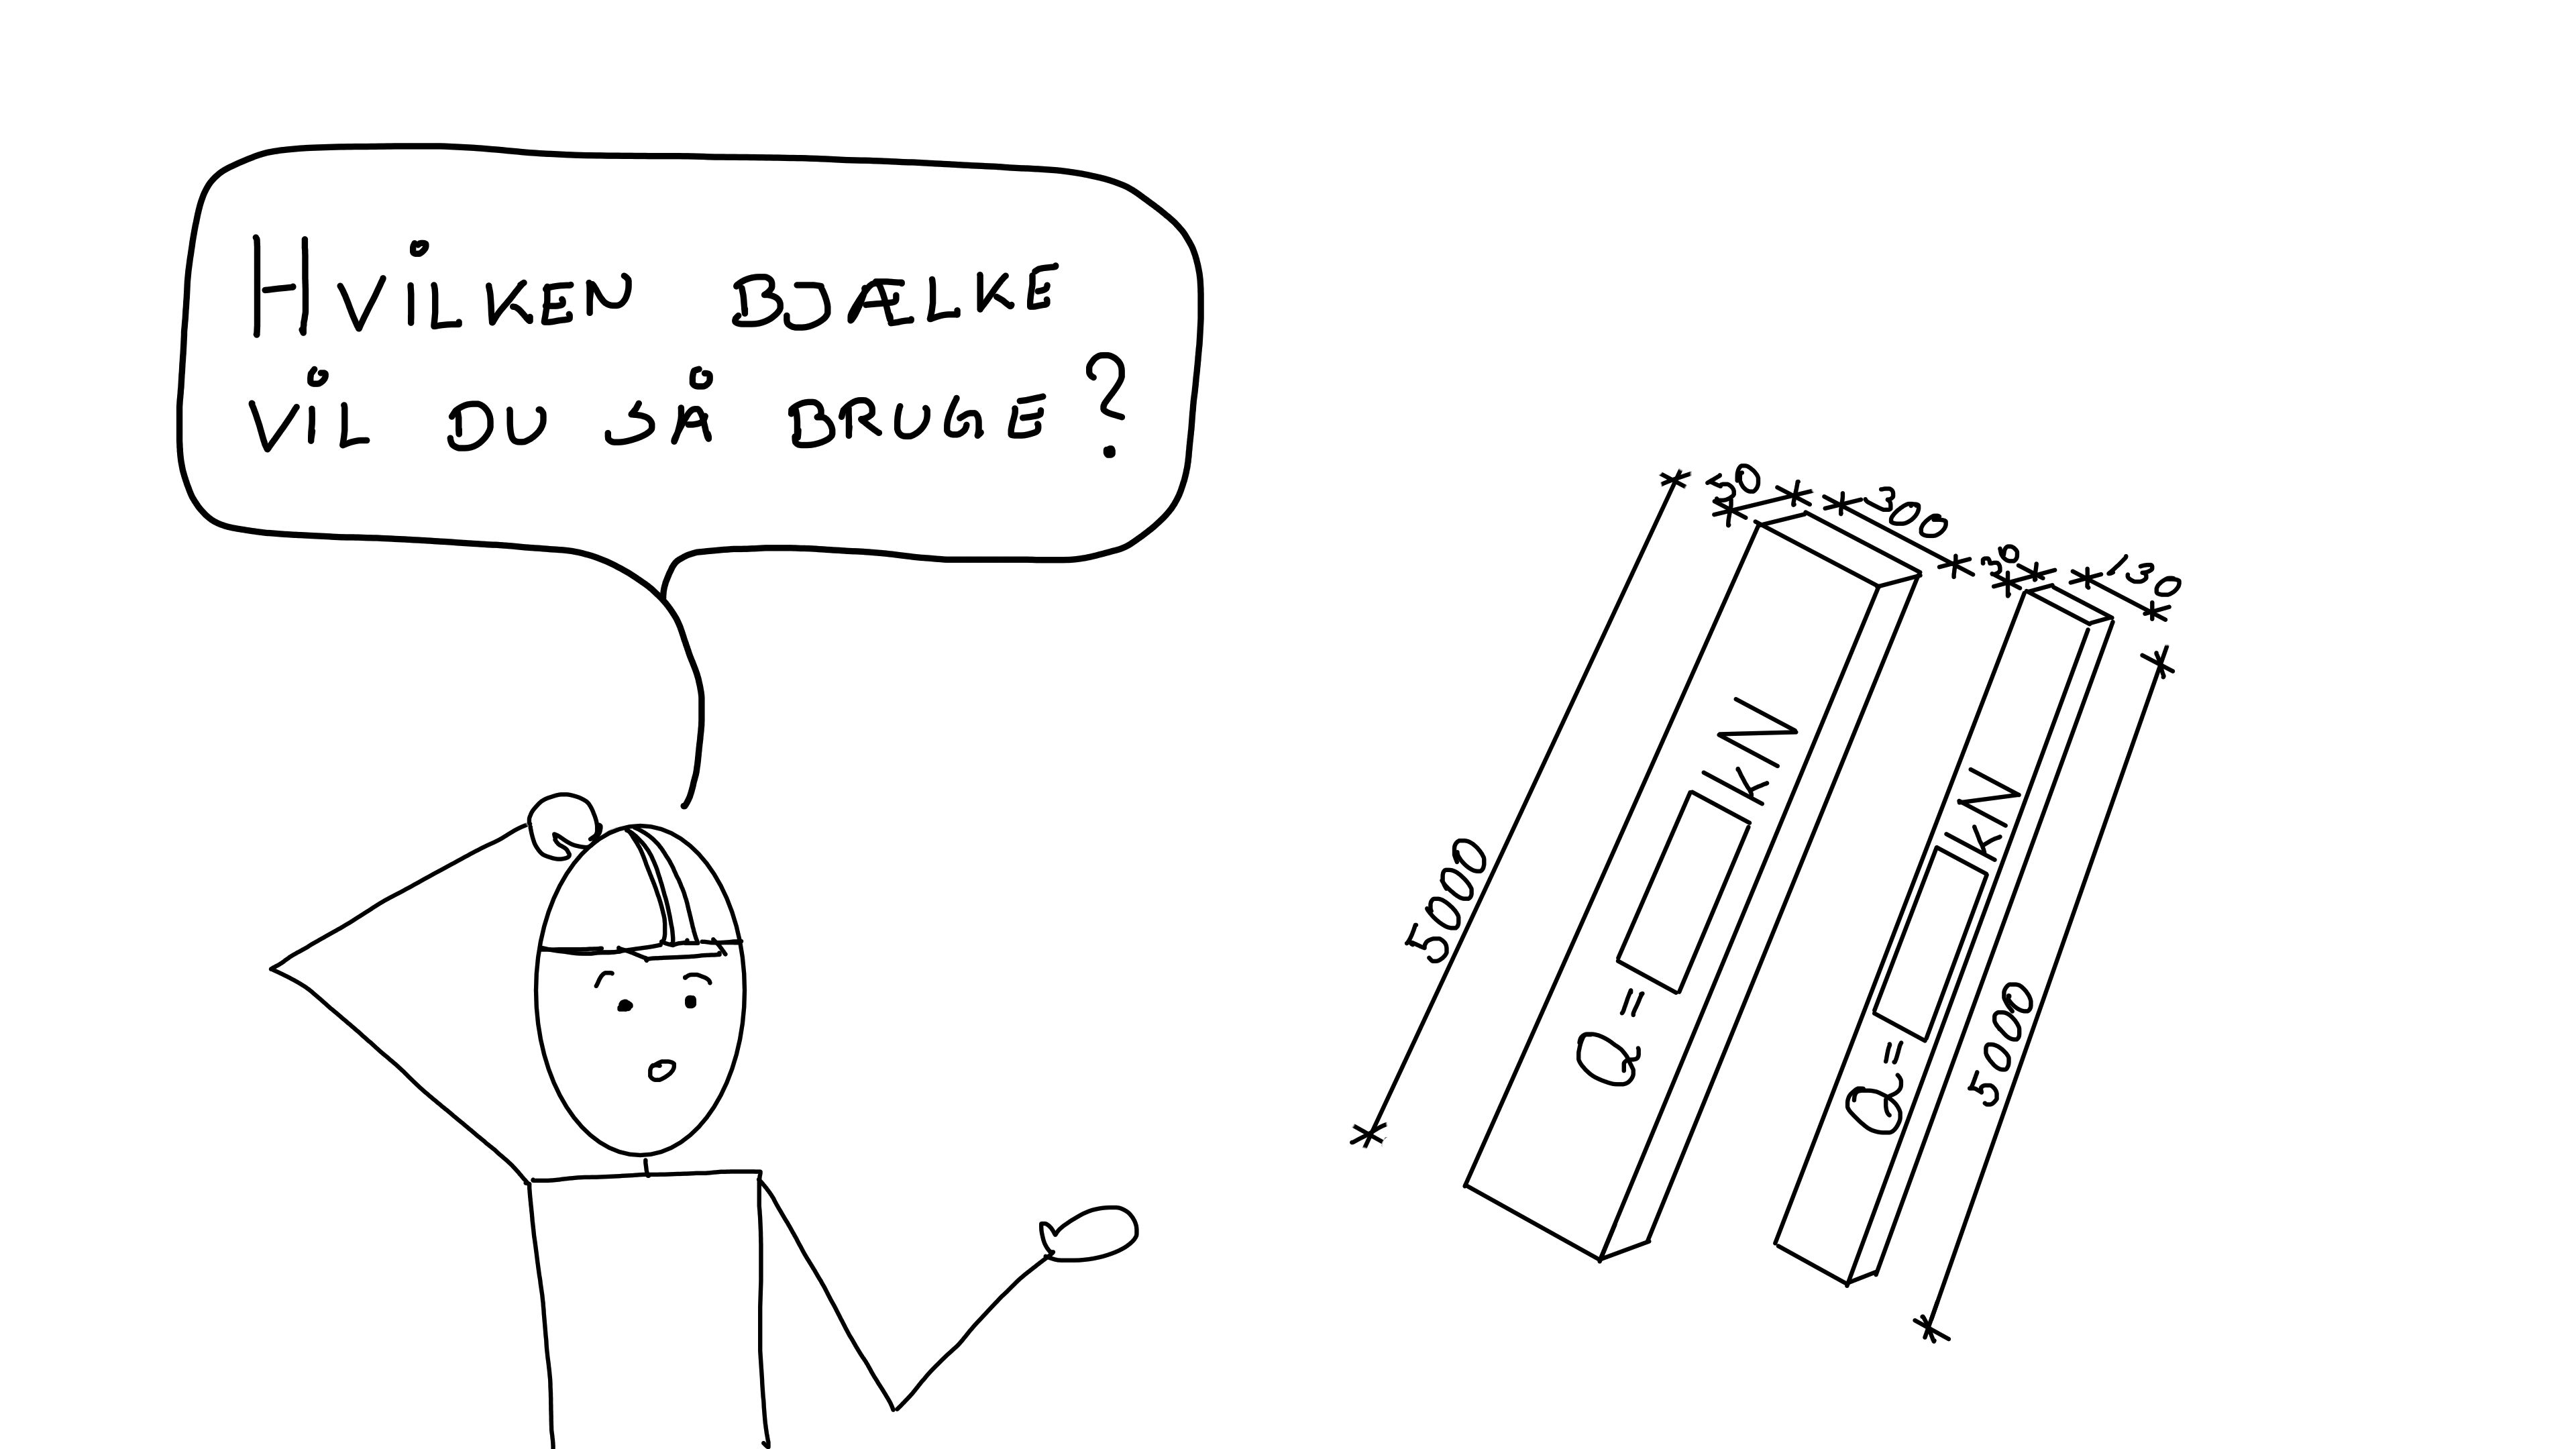 HVILKEN BJÆLKE
VIL DU SÅ BRUGE?
50
300
30
130
5000
Q = kN
Q = kN
5000